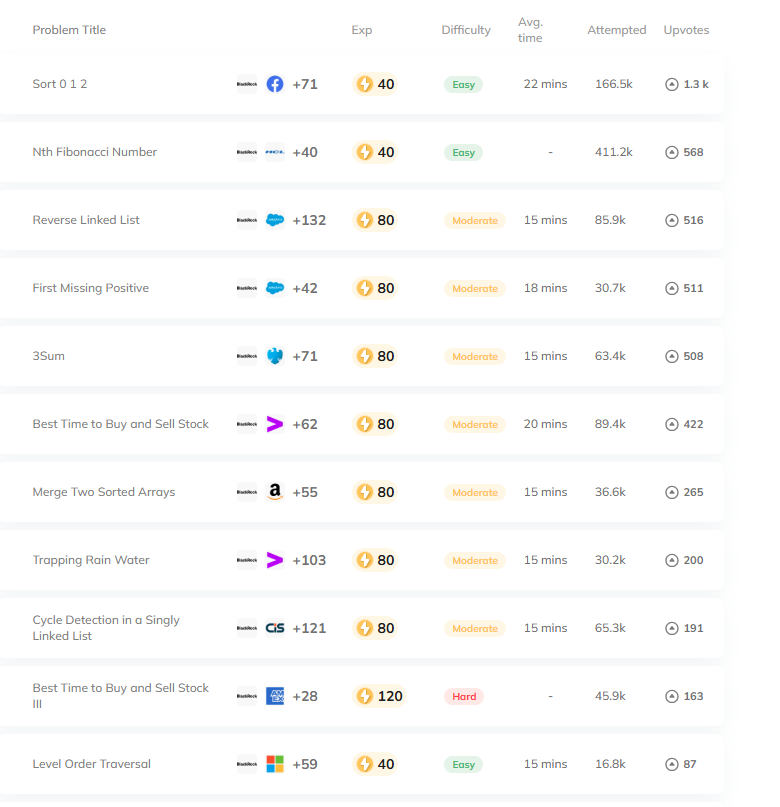 Problem Title Exp Difficulty Avg. time Attempted Upvotes
Sort 0 1 2 BlackRock +71 40 Easy 22 mins 166.5k 1.3 k
Nth Fibonacci Number BlackRock +40 40 Easy - 411.2k 568
Reverse Linked List BlackRock +132 80 Moderate 15 mins 85.9k 516
First Missing Positive BlackRock +42 80 Moderate 18 mins 30.7k 511
3Sum BlackRock +71 80 Moderate 15 mins 63.4k 508
Best Time to Buy and Sell Stock BlackRock +62 80 Moderate 20 mins 89.4k 422
Merge Two Sorted Arrays BlackRock a +55 80 Moderate 15 mins 36.6k 265
Trapping Rain Water BlackRock +103 80 Moderate 15 mins 30.2k 200
Cycle Detection in a Singly
Linked List BlackRock CIS +121 80 Moderate 15 mins 65.3k 191
Best Time to Buy and Sell Stock
III BlackRock AM EX +28 120 Hard - 45.9k 163
Level Order Traversal BlackRock +59 40 Easy 15 mins 16.8k 87